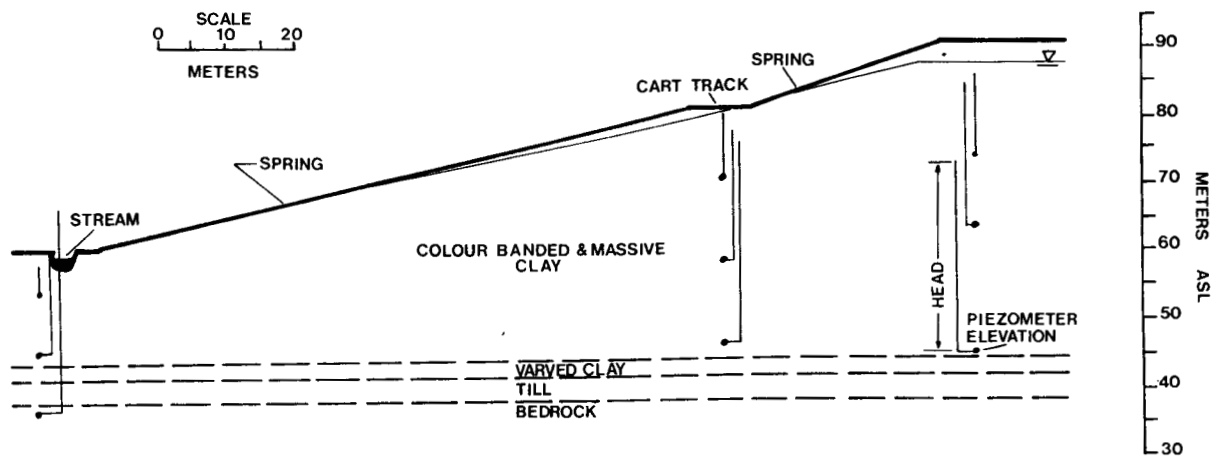 SCALE
0 10 20
METERS
SPRING
CART TRACK
SPRING
STREAM
COLOUR BANDED & MASSIVE
CLAY
HEAD
PIEZOMETER
ELEVATION
VARVED CLAY
TILL
BEDROCK
90
80
70
60
50
40
30
METERS ASL